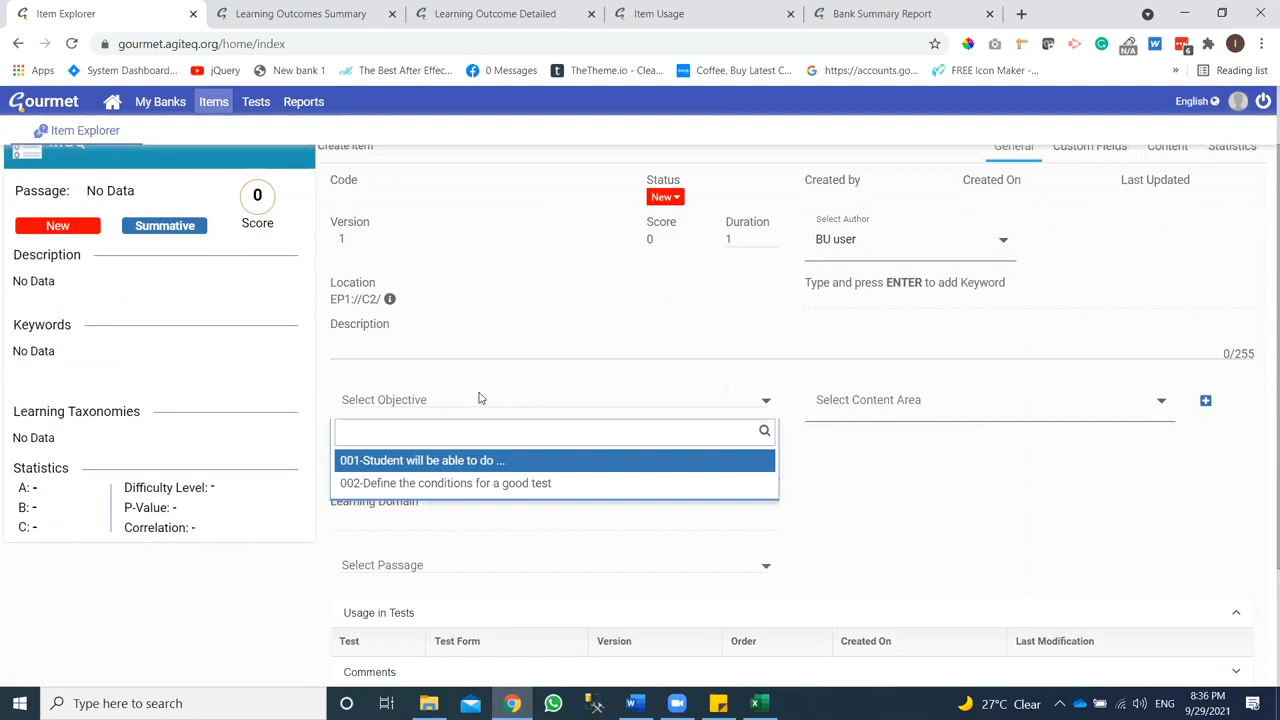 Item Explorer
Learning Outcomes Summary
Learning Outcome Detailed
Item Usage
Bank Summary Report
gourmet.agiteq.org/home/index
N/A
6
I
Apps
System Dashboard...
jQuery
New bank 1
The Best After Effec...
0 Messages
TheTheme.io - Clea...
Coffee, Buy Latest C...
https://accounts.go...
FREE Icon Maker -...
»
Reading list
Gourmet
My Banks
Items
Tests
Reports
English
Item Explorer
Create Item
General
Custom Fields
Content
Statistics
Passage: No Data
0
Score
New
Summative
Description
No Data
Keywords
No Data
Learning Taxonomies
No Data
Statistics
A: -
Difficulty Level: -
B: -
P-Value: -
C: -
Correlation: -
Code
Status
New
Created by
Created On
Last Updated
Version
1
Score
0
Duration
1
Select Author
BU user
Location
EP1://C2/
Type and press ENTER to add Keyword
Description
0/255
Select Objective
Select Content Area
001-Student will be able to do ...
002-Define the conditions for a good test
Learning Domain
Select Passage
Usage in Tests
Test
Test Form
Version
Order
Created On
Last Modification
Comments
Type here to search
27°C Clear
ENG
8:36 PM
9/29/2021